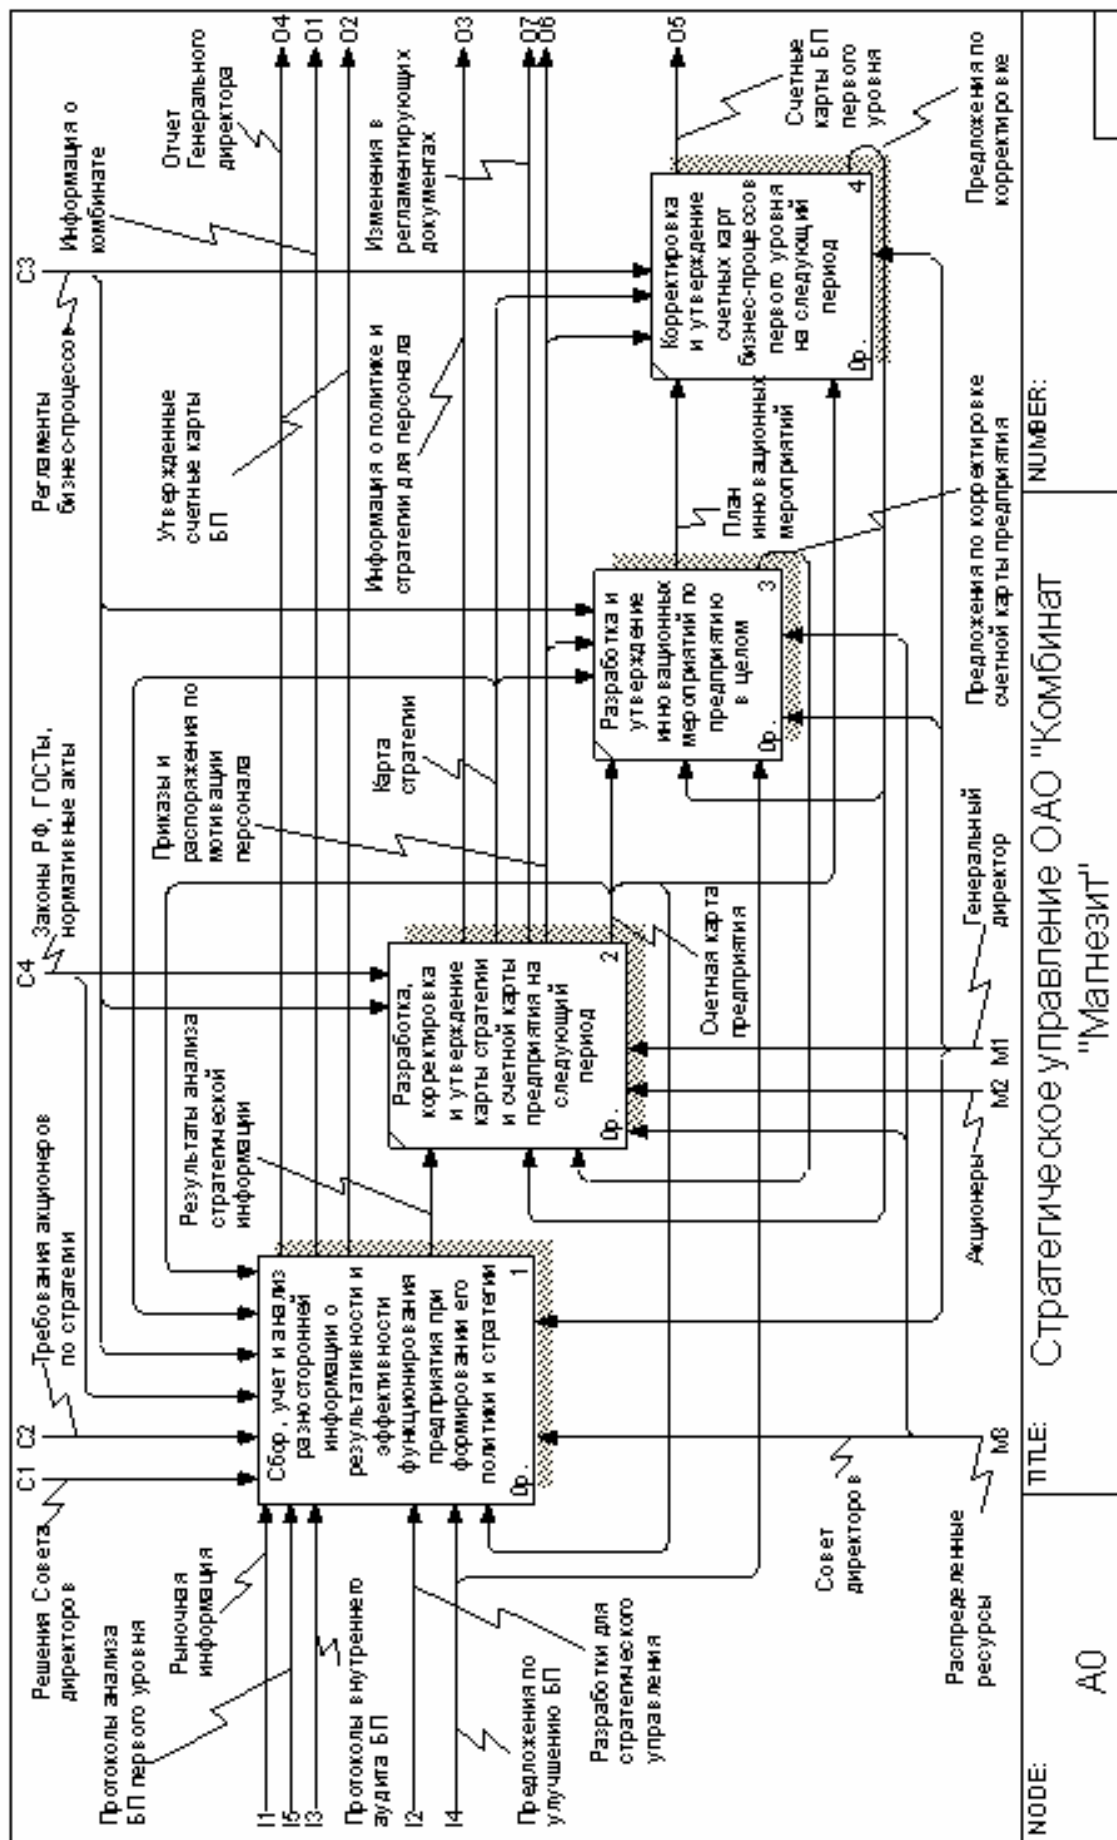 C1
C2
C4
C3
Решения Совета
директоров
Требования акционеров
по стратегии
Законы РФ, ГОСТы,
нормативные акты
Регламенты
бизнес-процессов
Информация о
комбинате
Протоколы анализа
БП первого уровня
Рыночная
информация
Результаты анализа
стратегической
информации
Приказы и
распоряжения по
мотивации
персонала
Утвержденные
счетные карты
БП
Отчет
Генерального
директора
Карта
стратегии
Информация о политике и
стратегии для персонала
Изменения в
регламентирующих
документах
O4
O1
O2
O3
O7
O6
O5
I1
I5
I3
I2
I4
Протоколы внутреннего
аудита БП
Предложения по
улучшению БП
Разработки для
стратегического
управления
Сбор, учет и анализ
разносторонней
информации о
результативности и
эффективности
функционирования
предприятия при
формировании его
политики и стратегии
0р.
1
Разработка,
корректировка
и утверждение
карты стратегии
и счетной карты
предприятия на
следующий
период
0р.
2
Разработка и
утверждение
инновационных
мероприятий по
предприятию
в целом
0р.
3
Корректировка
и утверждение
счетных карт
бизнес-процессов
первого уровня
на следующий
период
0р.
4
Счетная карта
предприятия
План
инновационных
мероприятий
Счетные
карты БП
первого
уровня
Совет
директоров
Распределенные
ресурсы
Акционеры
Генеральный
директор
Предложения по корректировке
счетной карты предприятия
Предложения по
корректировке
M3
M2
M1
NODE:
A0
TITLE:
Стратегическое управление ОАО "Комбинат
"Магнезит"
NUMBER: